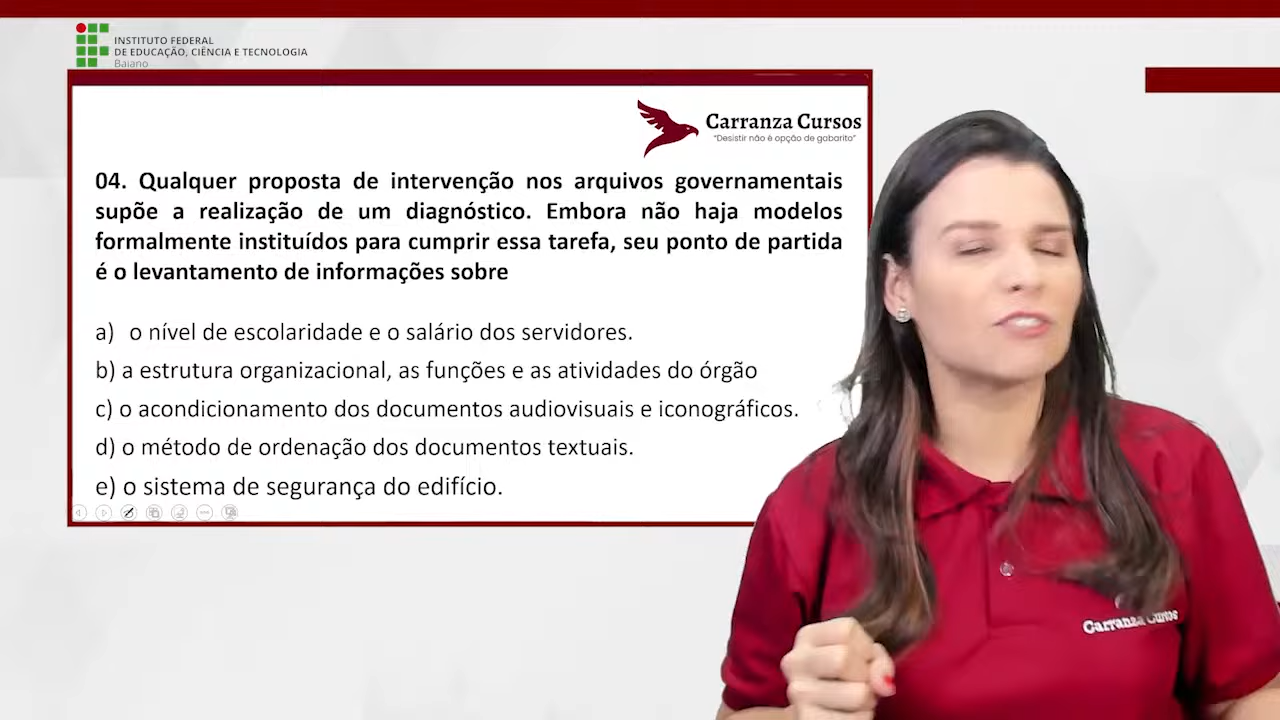 INSTITUTO FEDERAL
DE EDUCAÇÃO, CIÊNCIA E TECNOLOGIA
Baiano
Carranza Cursos
"Desistir não é opção de gabarito"
04. Qualquer proposta de intervenção nos arquivos governamentais
supõe a realização de um diagnóstico. Embora não haja modelos
formalmente instituídos para cumprir essa tarefa, seu ponto de partida
é o levantamento de informações sobre
a) o nível de escolaridade e o salário dos servidores.
b) a estrutura organizacional, as funções e as atividades do órgão
c) o acondicionamento dos documentos audiovisuais e iconográficos.
d) o método de ordenação dos documentos textuais.
e) o sistema de segurança do edifício.
Carranza Cursos